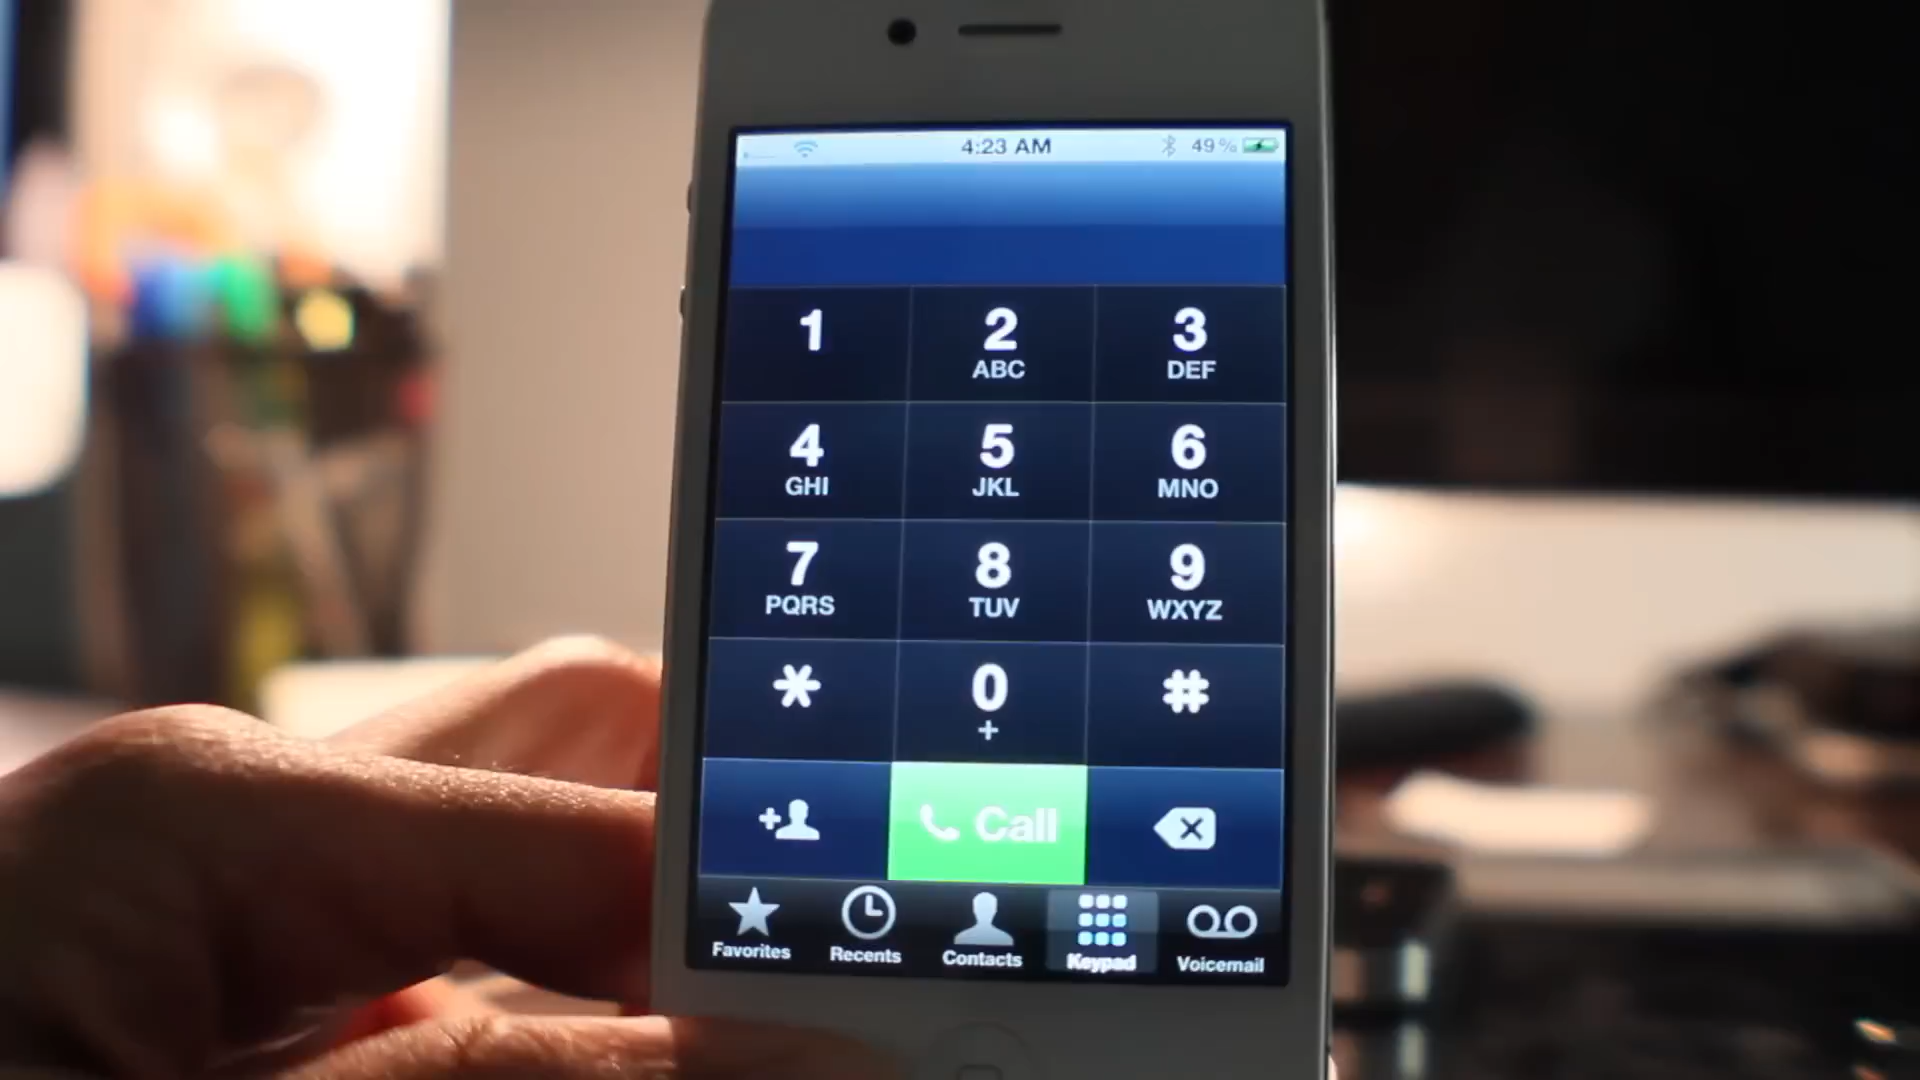 4:23 AM 49%
1 2 3
ABC DEF
4 5 6
GHI JKL MNO
7 8 9
PQRS TUV WXYZ
* 0 #
+
+ Call
Favorites Recents Contacts Keypad Voicemail